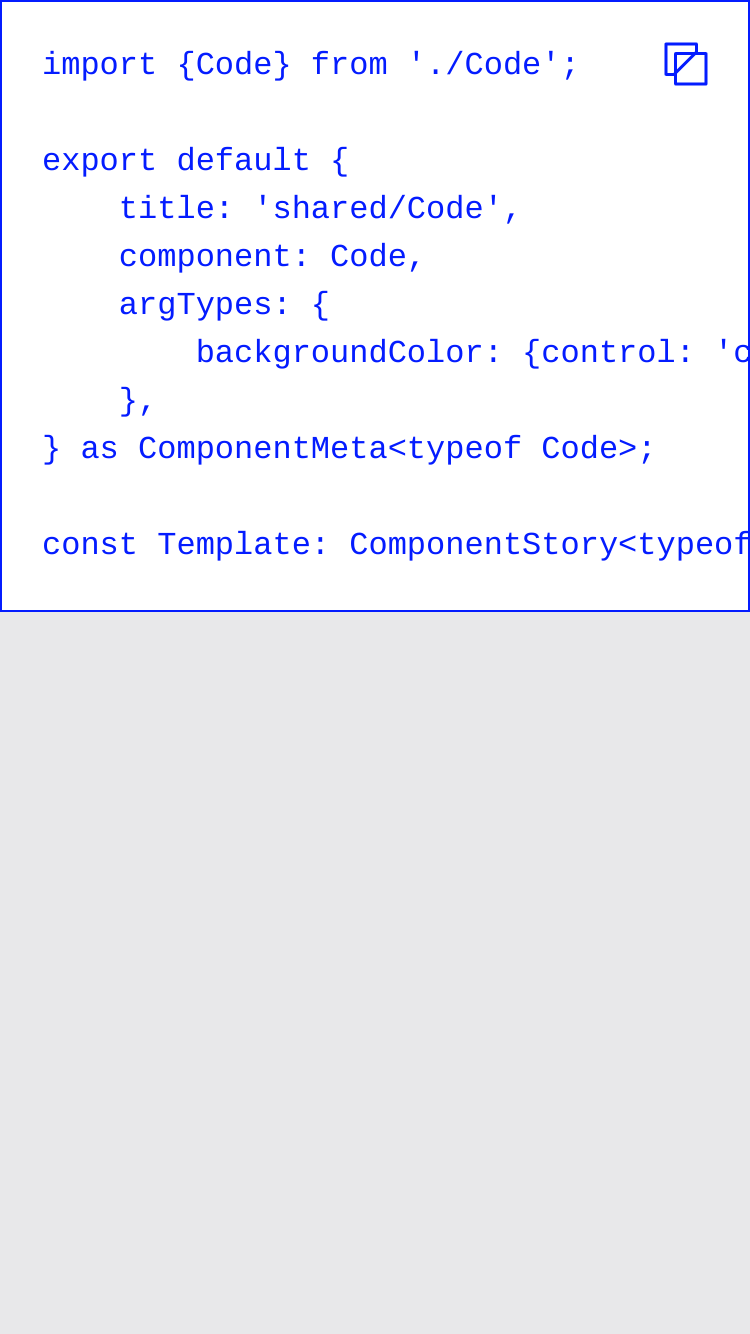 import {Code} from './Code';
export default {
    title: 'shared/Code',
    component: Code,
    argTypes: {
        backgroundColor: {control: 'c
    },
} as ComponentMeta<typeof Code>;
const Template: ComponentStory<typeof